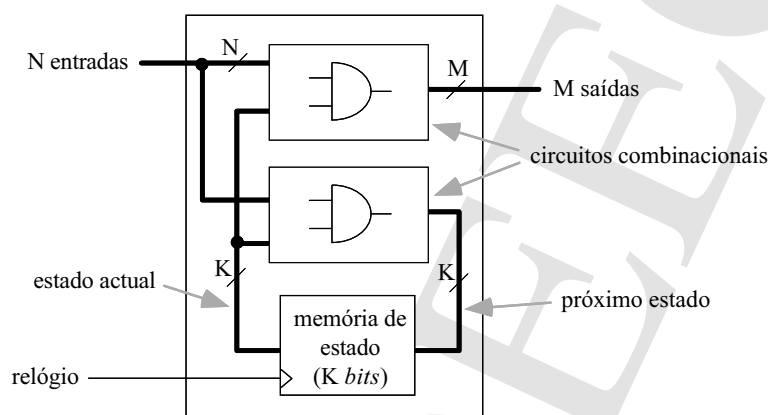 N entradas
N
M
M saídas
circuitos combinacionais
K
K
estado actual
próximo estado
memória de
estado
(K bits)
relógio